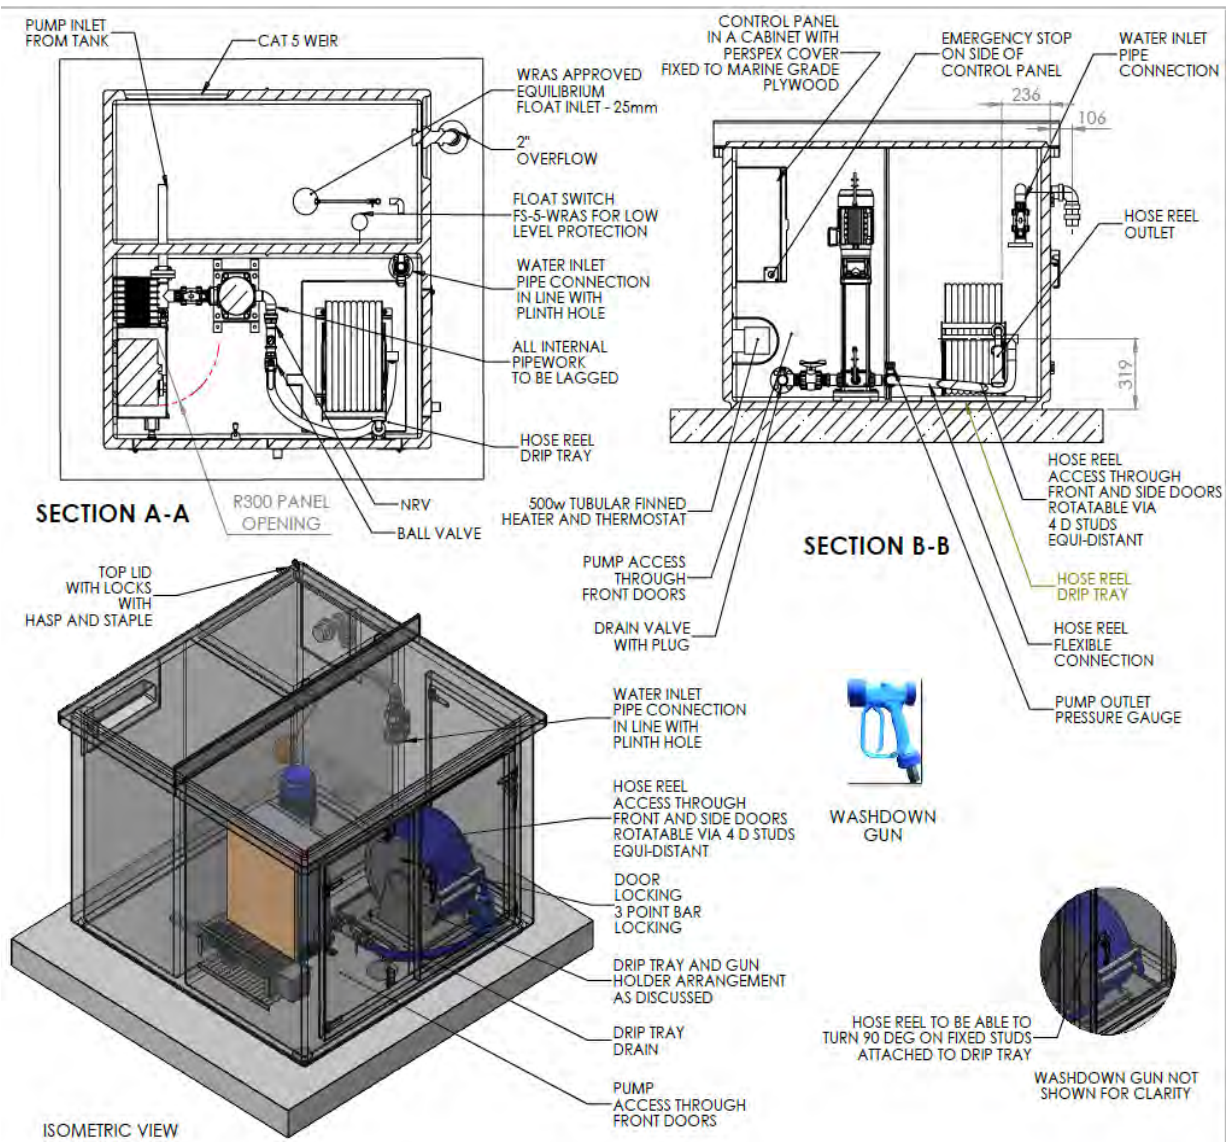 PUMP INLET
FROM TANK
CAT 5 WEIR
WRAS APPROVED
EQUILIBRIUM
FLOAT INLET - 25mm
2"
OVERFLOW
FLOAT SWITCH
FS-5-WRAS FOR LOW
LEVEL PROTECTION
WATER INLET
PIPE CONNECTION
IN LINE WITH
PLINTH HOLE
ALL INTERNAL
PIPEWORK
TO BE LAGGED
HOSE REEL
DRIP TRAY
NRV
BALL VALVE
R300 PANEL
OPENING
SECTION A-A
CONTROL PANEL
IN A CABINET WITH
PERSPEX COVER
FIXED TO MARINE GRADE
PLYWOOD
EMERGENCY STOP
ON SIDE OF
CONTROL PANEL
WATER INLET
PIPE
CONNECTION
236
106
HOSE REEL
OUTLET
319
HOSE REEL
ACCESS THROUGH
FRONT AND SIDE DOORS
ROTATABLE VIA
4 D STUDS
EQUI-DISTANT
500w TUBULAR FINNED
HEATER AND THERMOSTAT
SECTION B-B
PUMP ACCESS
THROUGH
FRONT DOORS
HOSE REEL
DRIP TRAY
DRAIN VALVE
WITH PLUG
HOSE REEL
FLEXIBLE
CONNECTION
PUMP OUTLET
PRESSURE GAUGE
TOP LID
WITH LOCKS
WITH
HASP AND STAPLE
WATER INLET
PIPE CONNECTION
IN LINE WITH
PLINTH HOLE
HOSE REEL
ACCESS THROUGH
FRONT AND SIDE DOORS
ROTATABLE VIA 4 D STUDS
EQUI-DISTANT
DOOR
LOCKING
3 POINT BAR
LOCKING
DRIP TRAY AND GUN
HOLDER ARRANGEMENT
AS DISCUSSED
DRIP TRAY
DRAIN
PUMP
ACCESS THROUGH
FRONT DOORS
ISOMETRIC VIEW
WASHDOWN
GUN
HOSE REEL TO BE ABLE TO
TURN 90 DEG ON FIXED STUDS
ATTACHED TO DRIP TRAY
WASHDOWN GUN NOT
SHOWN FOR CLARITY